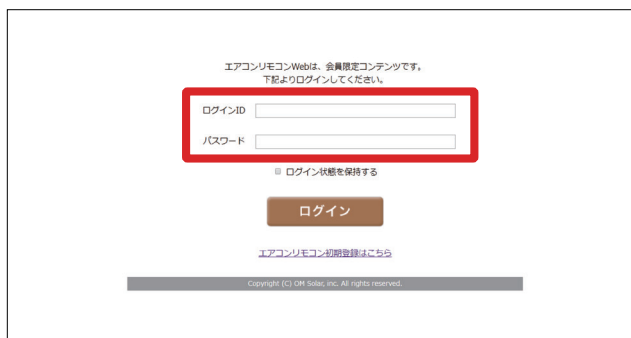 エアコンリモコンWebは、会員限定コンテンツです。
下記よりログインしてください。
ログインID
パスワード
ログイン状態を保持する
ログイン
エアコンリモコン初期登録はこちら
Copyright (C) OM Solar, inc. All rights reserved.